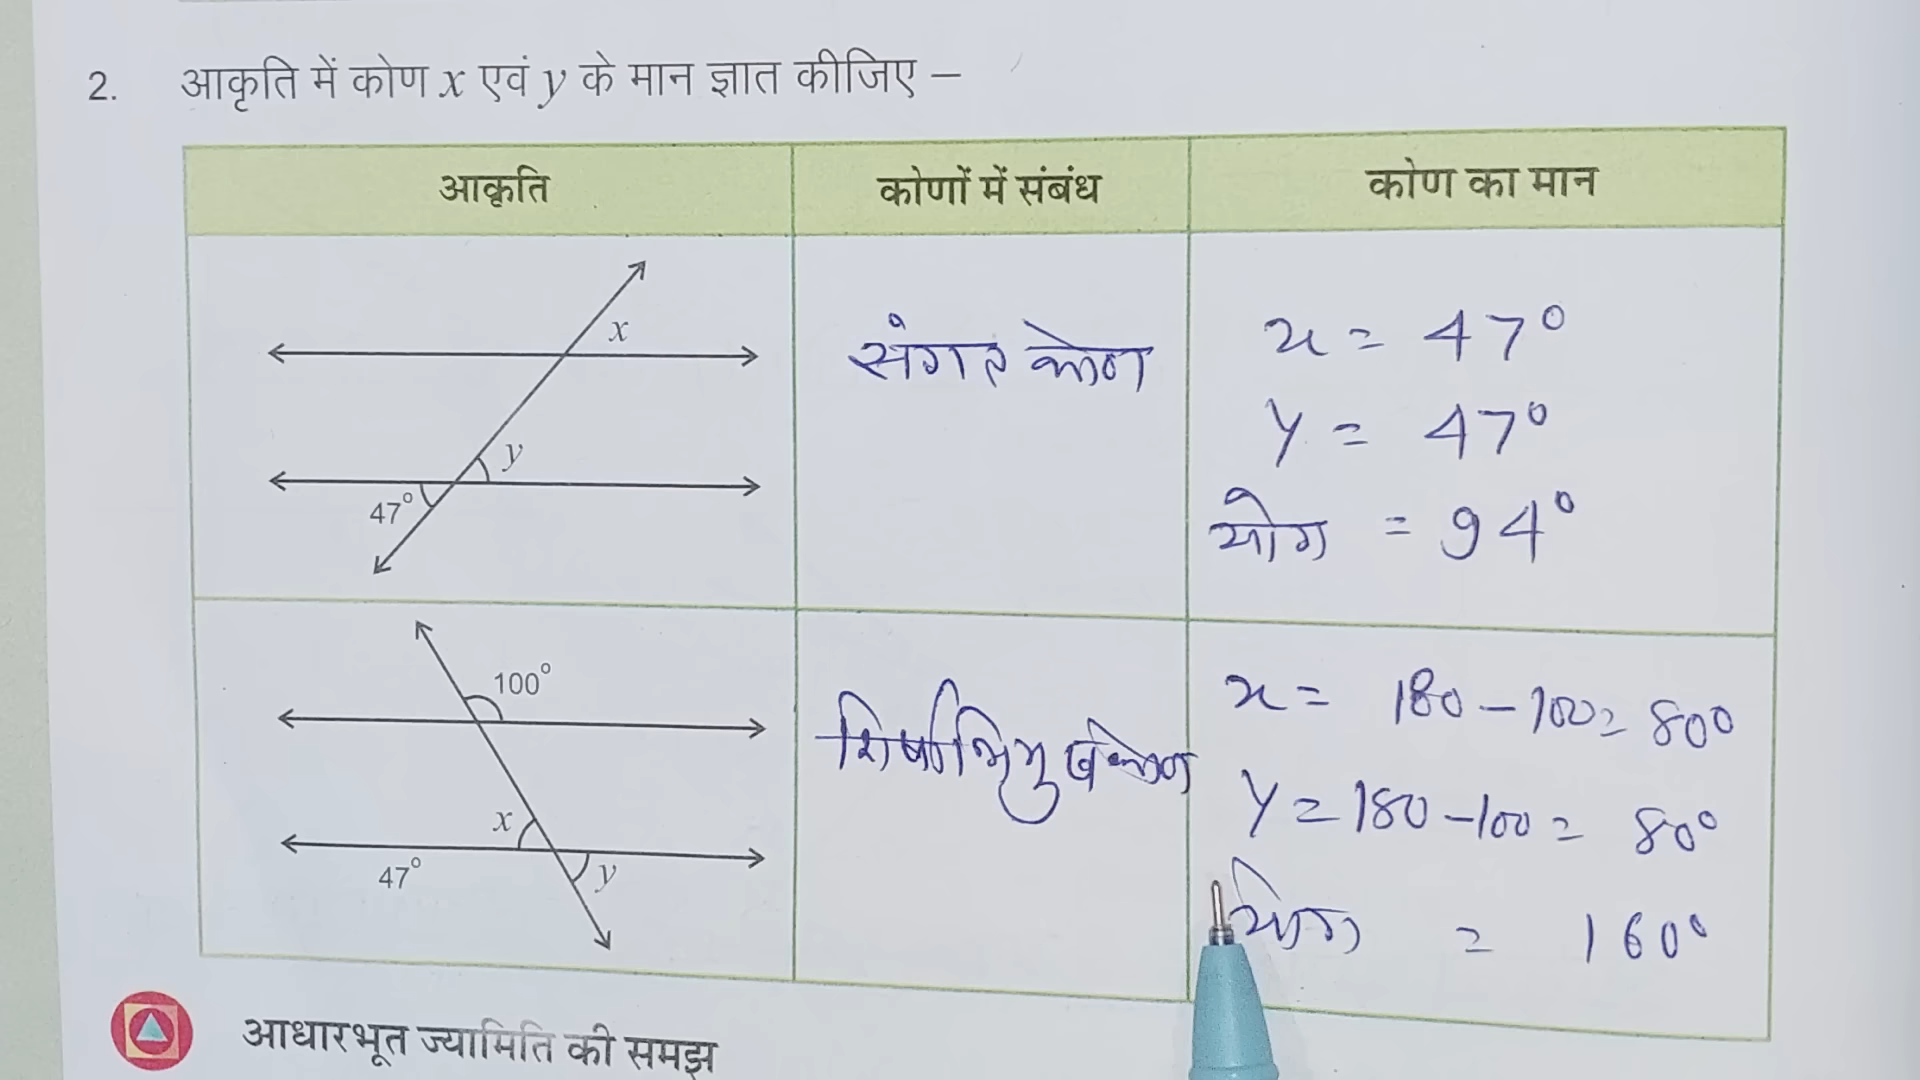 2. आकृति में कोण x एवं y के मान ज्ञात कीजिए –
आकृति
कोणों में संबंध
कोण का मान
x
y
47°
संगत कोण
x = 47°
y = 47°
योग = 94°
100°
x
47°
y
शिर्षाभिमुख कोण
x = 180 – 100 = 80°
y = 180 – 100 = 80°
योग = 160°
आधारभूत ज्यामिति की समझ